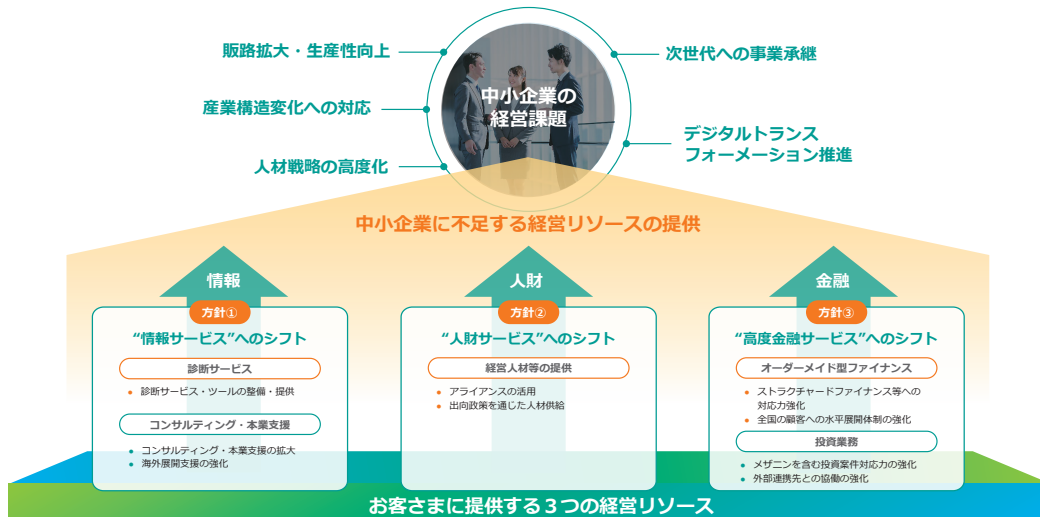 販路拡大・生産性向上
産業構造変化への対応
人材戦略の高度化
中小企業の
経営課題
次世代への事業承継
デジタルトランス
フォーメーション推進
中小企業に不足する経営リソースの提供
情報
方針①
“情報サービス”へのシフト
診断サービス
• 診断サービス・ツールの整備・提供
コンサルティング・本業支援
• コンサルティング・本業支援の拡大
• 海外展開支援の強化
人財
方針②
“人財サービス”へのシフト
経営人材等の提供
• アライアンスの活用
• 出向政策を通じた人材供給
金融
方針③
“高度金融サービス”へのシフト
オーダーメイド型ファイナンス
• ストラクチャードファイナンス等への
対応力強化
• 全国の顧客への水平展開体制の強化
投資業務
• メザニンを含む投資案件対応力の強化
• 外部連携先との協働の強化
お客さまに提供する３つの経営リソース